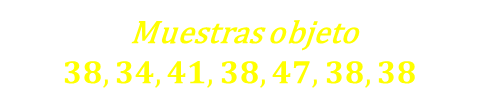 Muestras objeto
38, 34, 41, 38, 47, 38, 38